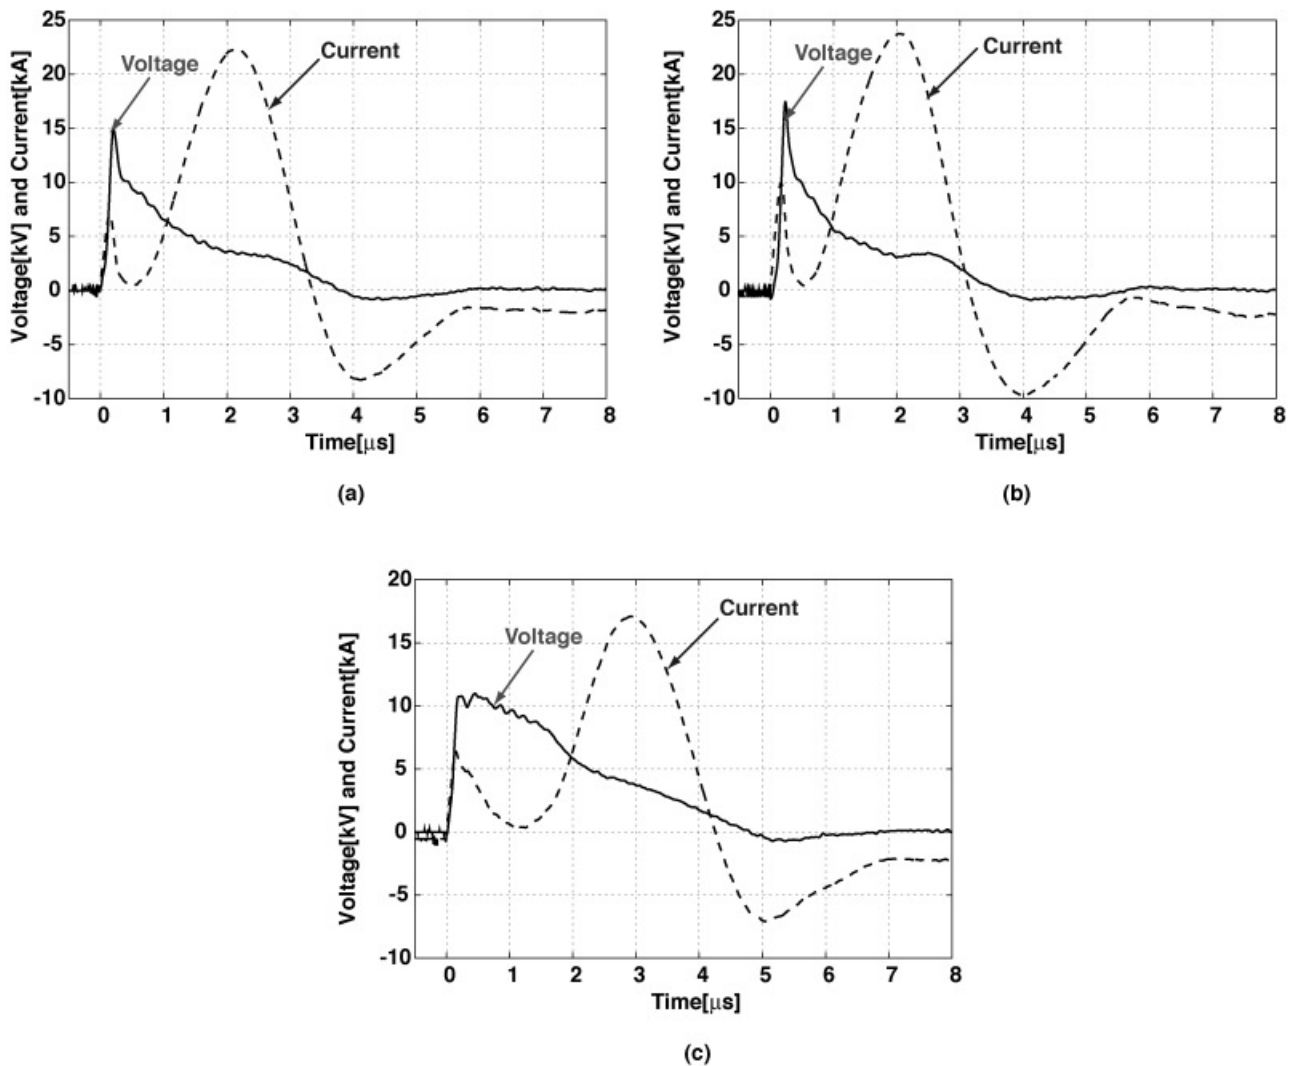 Voltage[kV] and Current[kA]
25
20
15
10
5
0
-5
-10
Voltage
Current
0 1 2 3 4 5 6 7 8
Time[μs]
(a)
Voltage[kV] and Current[kA]
25
20
15
10
5
0
-5
-10
Voltage
Current
0 1 2 3 4 5 6 7 8
Time[μs]
(b)
Voltage[kV] and Current[kA]
20
15
10
5
0
-5
-10
Voltage
Current
0 1 2 3 4 5 6 7 8
Time[μs]
(c)